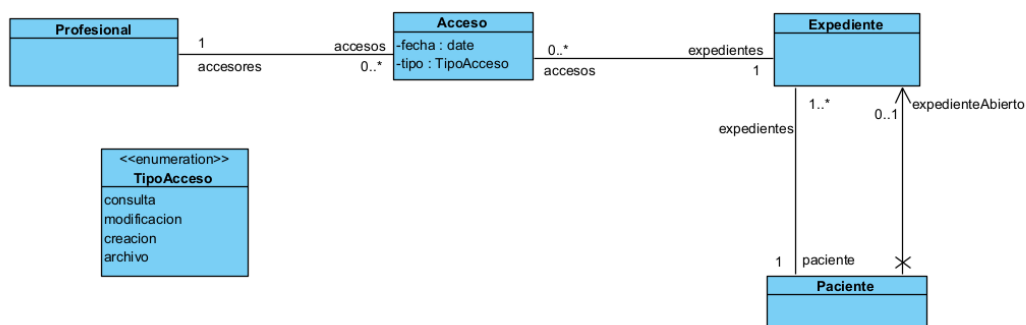 Profesional
1
accesores
accesos
0..*
Acceso
-fecha : date
-tipo : TipoAcceso
0..*
accesos
expedientes
1
Expediente
1..*
expedientes
0..1
expedienteAbierto
<<enumeration>>
TipoAcceso
consulta
modificacion
creacion
archivo
1
paciente
Paciente